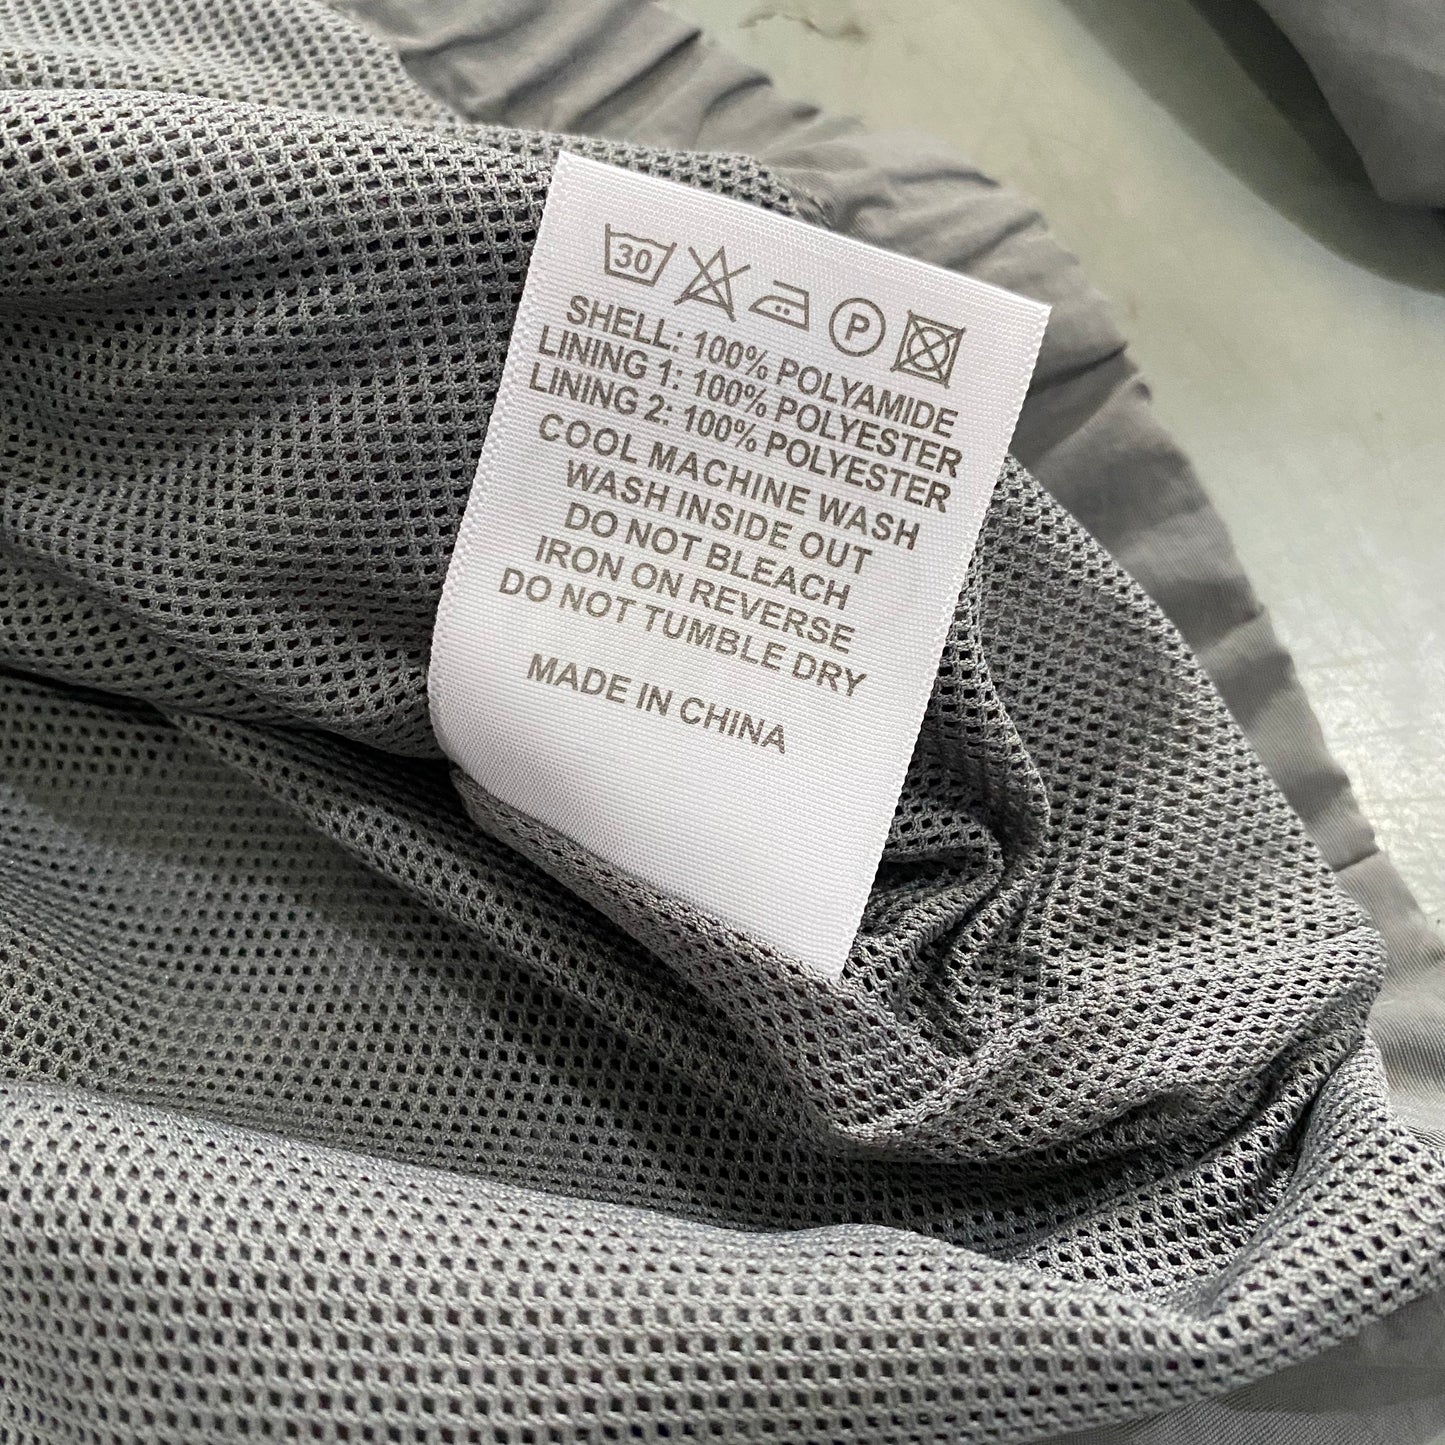 30 P
SHELL: 100% POLYAMIDE
LINING 1: 100% POLYESTER
LINING 2: 100% POLYESTER
COOL MACHINE WASH
WASH INSIDE OUT
DO NOT BLEACH
IRON ON REVERSE
DO NOT TUMBLE DRY
MADE IN CHINA